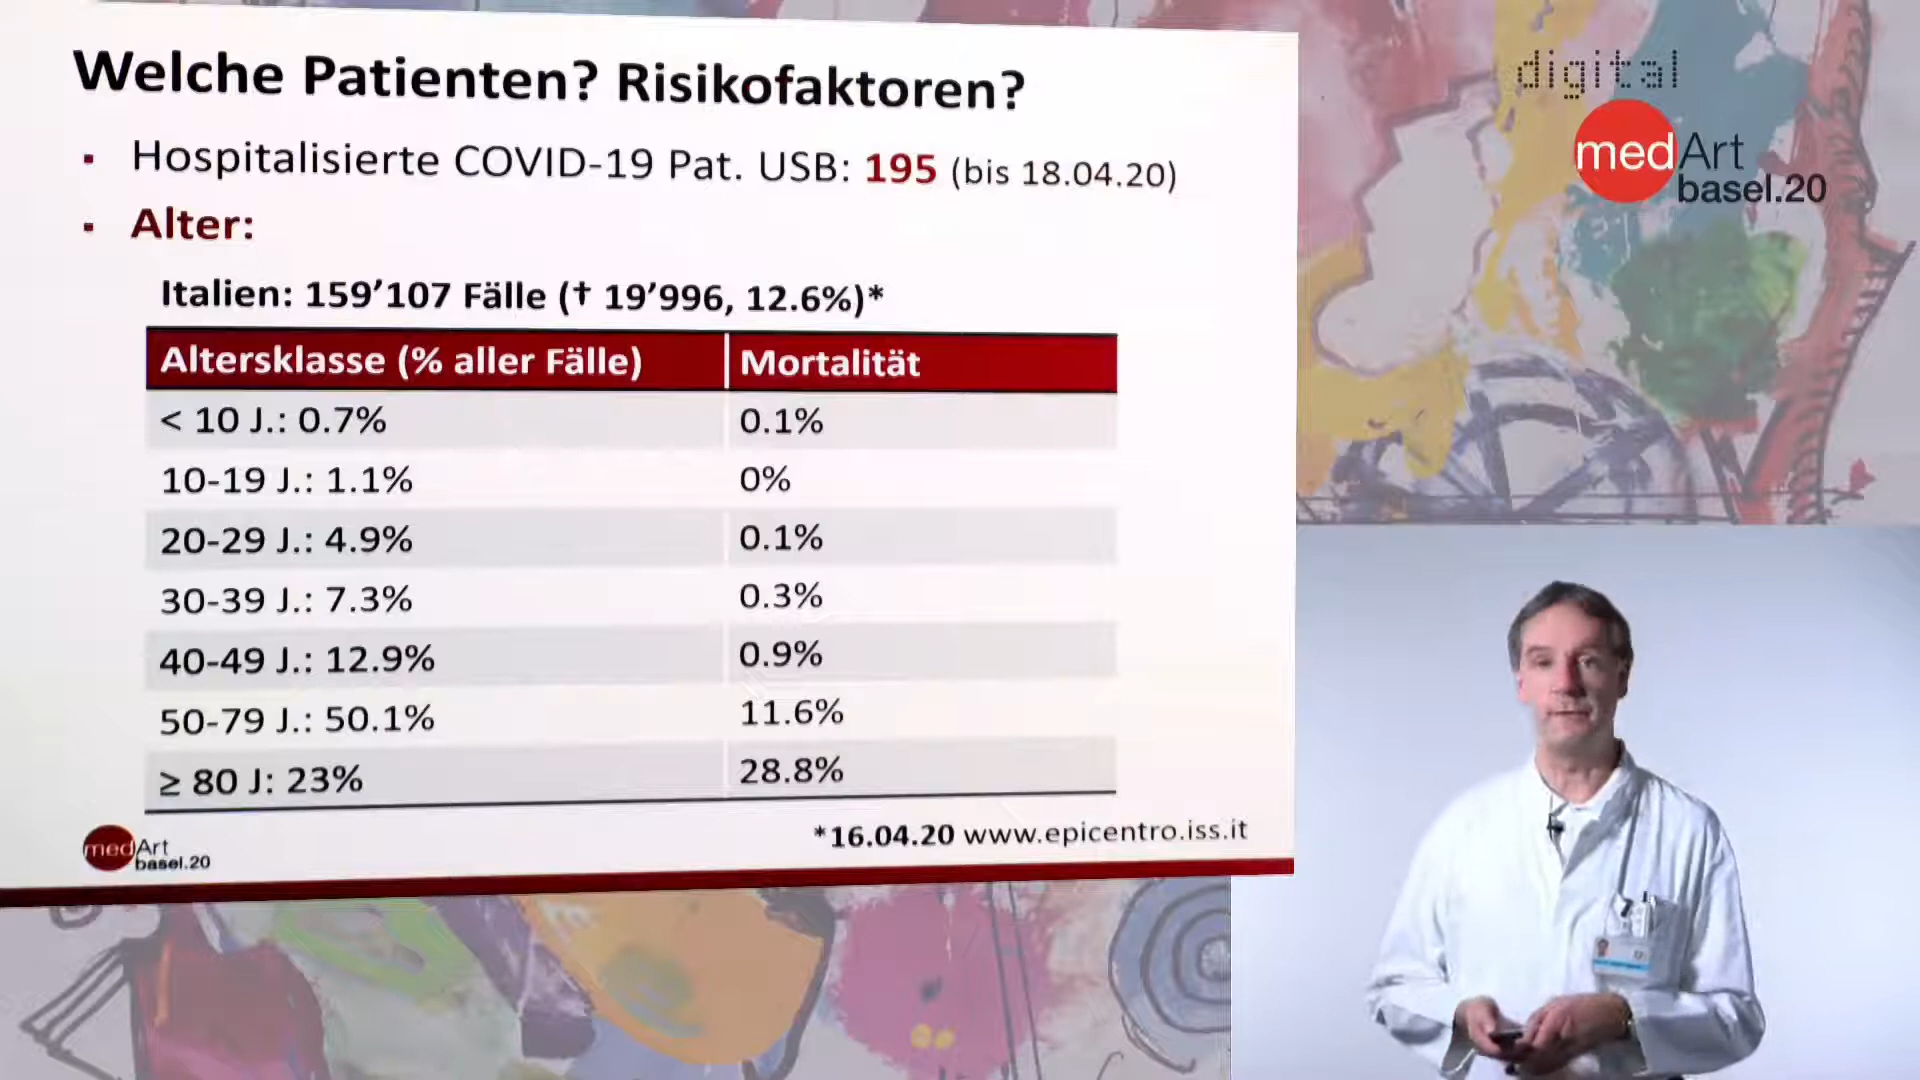 Welche Patienten? Risikofaktoren?
▪ Hospitalisierte COVID-19 Pat. USB: 195 (bis 18.04.20)
▪ Alter:
Italien: 159’107 Fälle († 19’996, 12.6%)*
Altersklasse (% aller Fälle) Mortalität
< 10 J.: 0.7% 0.1%
10-19 J.: 1.1% 0%
20-29 J.: 4.9% 0.1%
30-39 J.: 7.3% 0.3%
40-49 J.: 12.9% 0.9%
50-79 J.: 50.1% 11.6%
≥ 80 J: 23% 28.8%
*16.04.20 www.epicentro.iss.it
medArt
basel.20
digital
medArt
basel.20